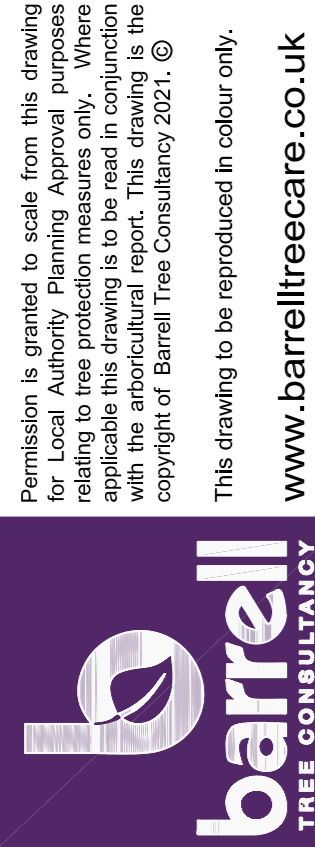 Permission is granted to scale from this drawing
for Local Authority Planning Approval purposes
relating to tree protection measures only. Where
applicable this drawing is to be read in conjunction
with the arboricultural report. This drawing is the
copyright of Barrell Tree Consultancy 2021. ©
This drawing to be reproduced in colour only.
www.barrelltreecare.co.uk
barrell
TREE CONSULTANCY